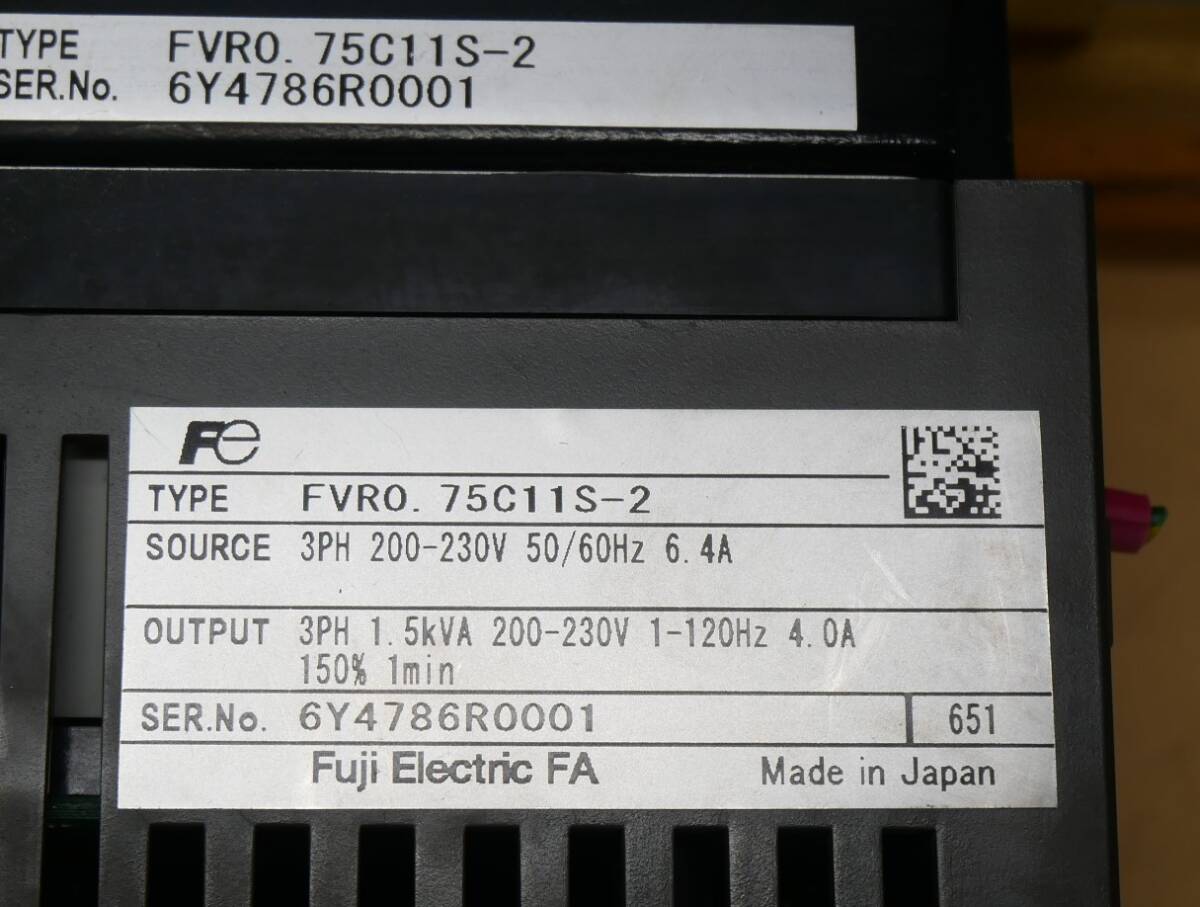 TYPE FVR0. 75C11S-2
SER.No. 6Y4786R0001
Fe
TYPE FVR0. 75C11S-2
SOURCE 3PH 200-230V 50/60Hz 6.4A
OUTPUT 3PH 1.5kVA 200-230V 1-120Hz 4.0A
150% 1min
SER.No. 6Y4786R0001 651
Fuji Electric FA Made in Japan